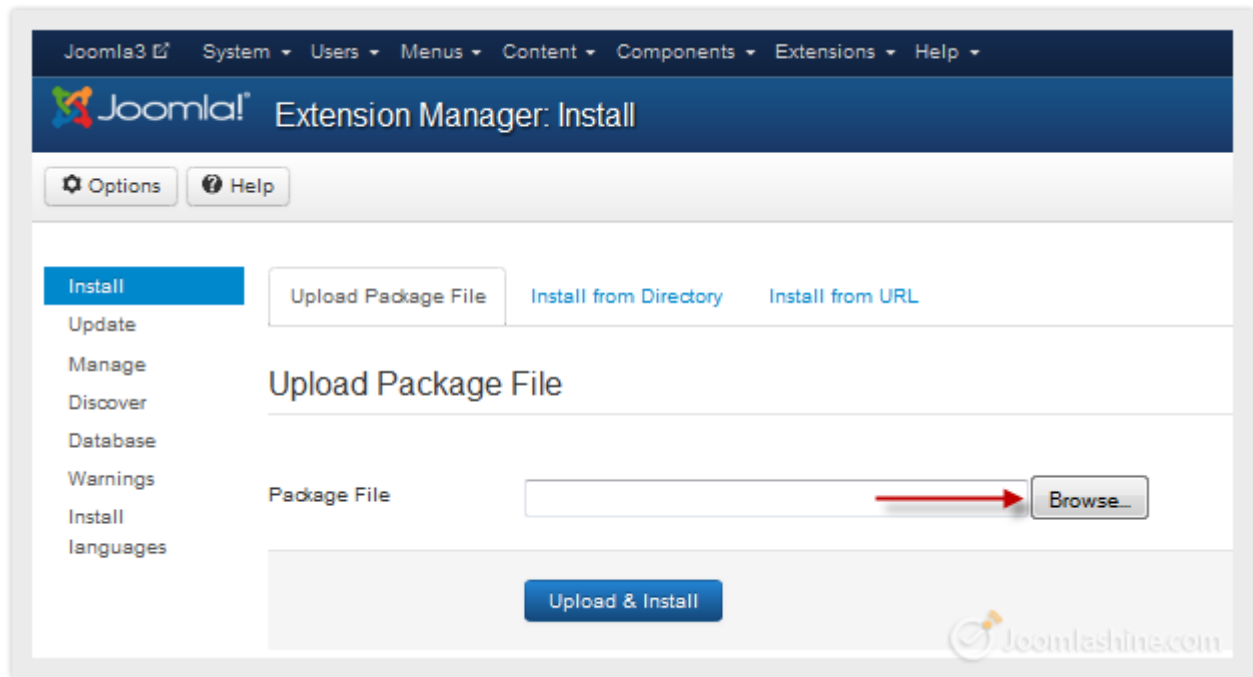 Joomla3 System Users Menus Content Components Extensions Help
Joomla!® Extension Manager: Install
Options Help
Install
Update
Manage
Discover
Database
Warnings
Install
languages
Upload Package File Install from Directory Install from URL
Upload Package File
Package File Browse...
Upload & Install
Joomlashine.com